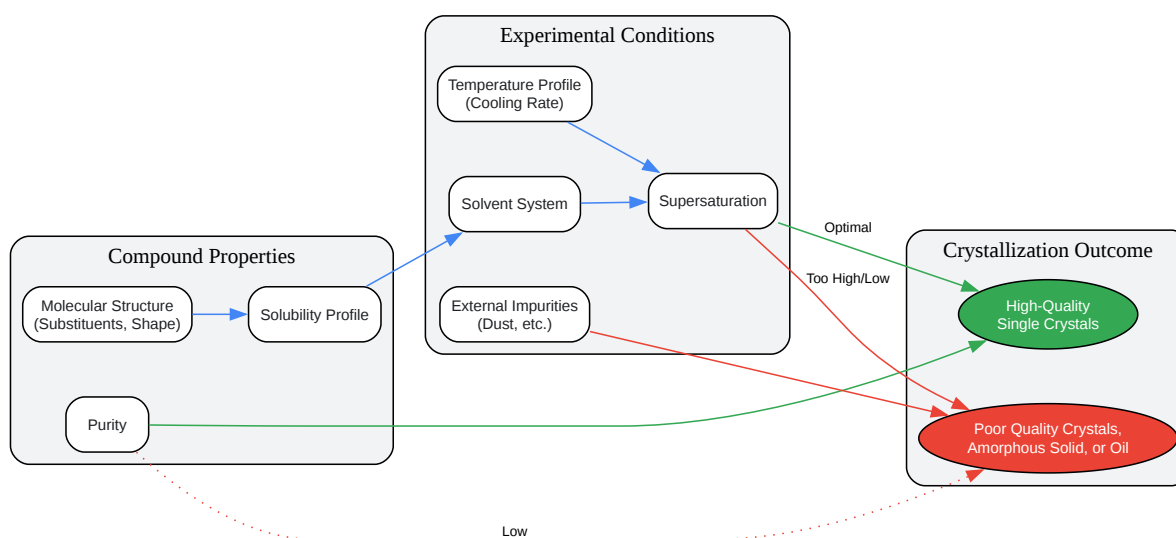 Experimental Conditions
Temperature Profile
(Cooling Rate)
Solvent System
Supersaturation
External Impurities
(Dust, etc.)
Compound Properties
Molecular Structure
(Substituents, Shape)
Solubility Profile
Purity
Optimal
Too High/Low
Low
Crystallization Outcome
High-Quality
Single Crystals
Poor Quality Crystals,
Amorphous Solid, or Oil